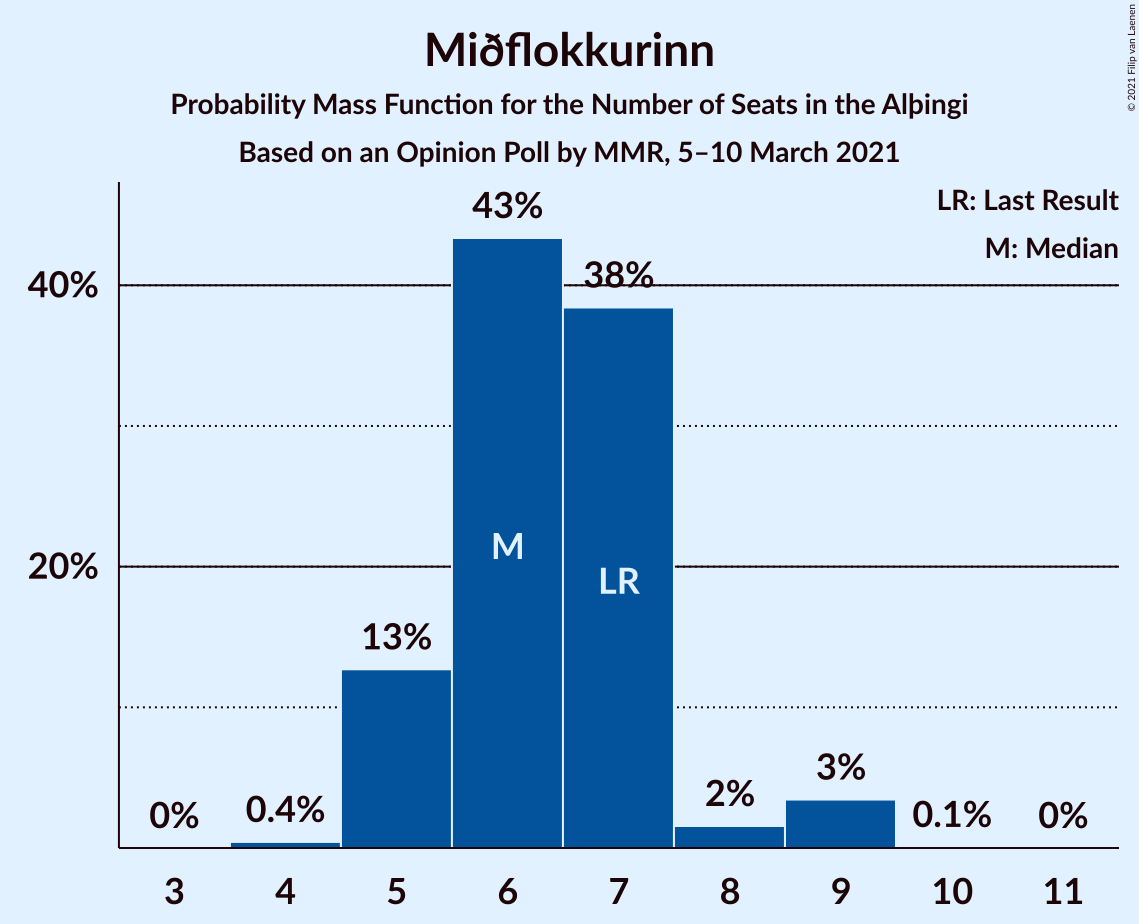 Miðflokkurinn
Probability Mass Function for the Number of Seats in the Alþingi
Based on an Opinion Poll by MMR, 5–10 March 2021
© 2021 Filip van Laenen
LR: Last Result
M: Median
43%
38%
40%
M
LR
20%
13%
3%
2%
0%
0.4%
0.1%
0%
3 4 5 6 7 8 9 10 11